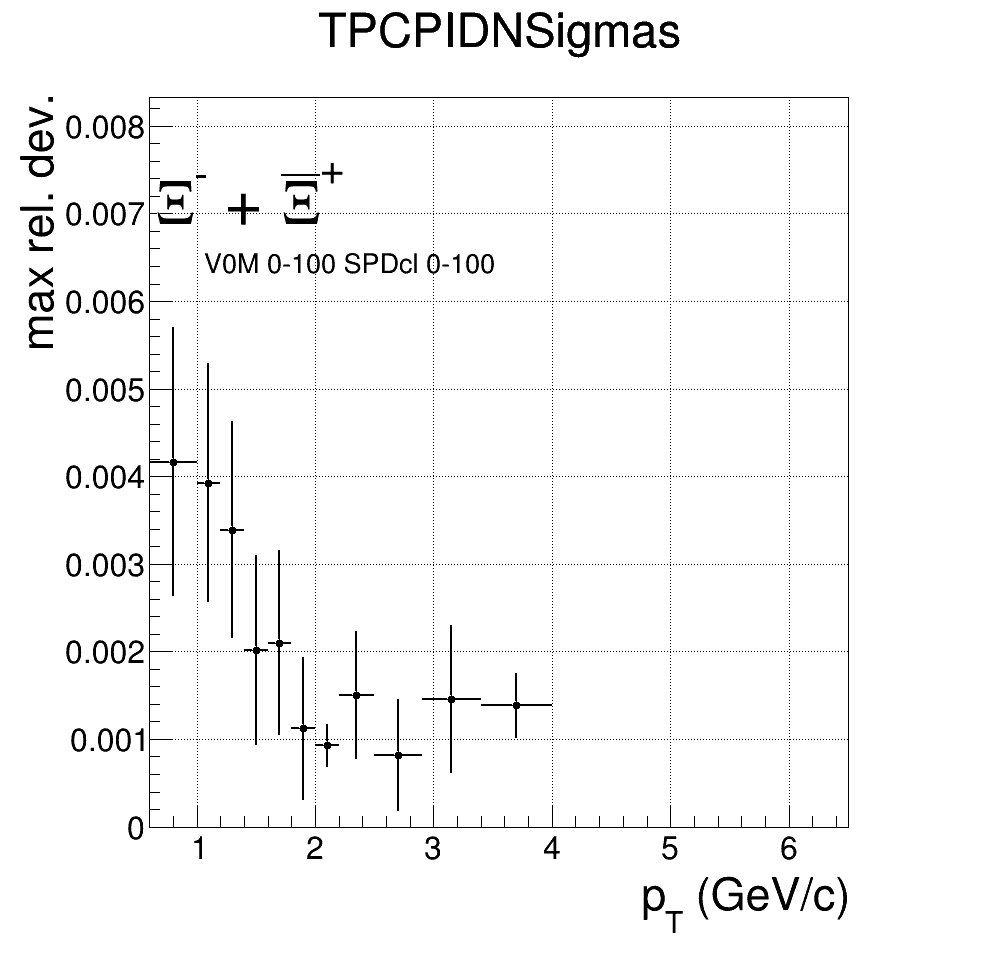 TPCPIDNSigmas
max rel. dev.
0.008
0.007
0.006
0.005
0.004
0.003
0.002
0.001
0
Ξ⁻ + Ξ̅⁺
V0M 0-100 SPDcl 0-100
1 2 3 4 5 6
p_T (GeV/c)